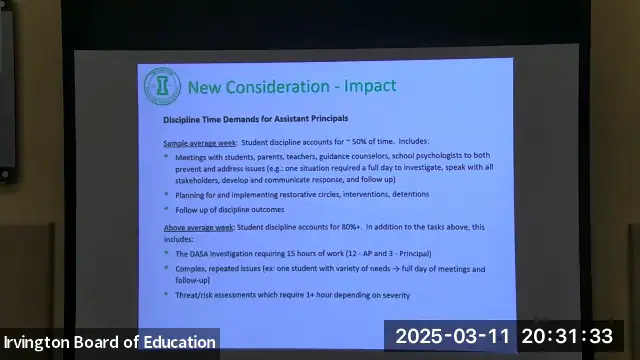 I
New Consideration - Impact
Discipline Time Demands for Assistant Principals
Sample average week: Student discipline accounts for ~ 50% of time. Includes:
Meetings with students, parents, teachers, guidance counselors, school psychologists to both
prevent and address issues (e.g.: one situation required a full day to investigate, speak with all
stakeholders, develop and communicate response, and follow up)
Planning for and implementing restorative circles, interventions, detentions
Follow up of discipline outcomes
Above average week: Student discipline accounts for 80%+. In addition to the tasks above, this
includes:
The DASA Investigation requiring 15 hours of work (12 - AP and 3 - Principal)
Complex, repeated issues (ex: one student with variety of needs → full day of meetings and
follow-up)
Threat/risk assessments which require 1+ hour depending on severity
Irvington Board of Education
2025-03-11 20:31:33